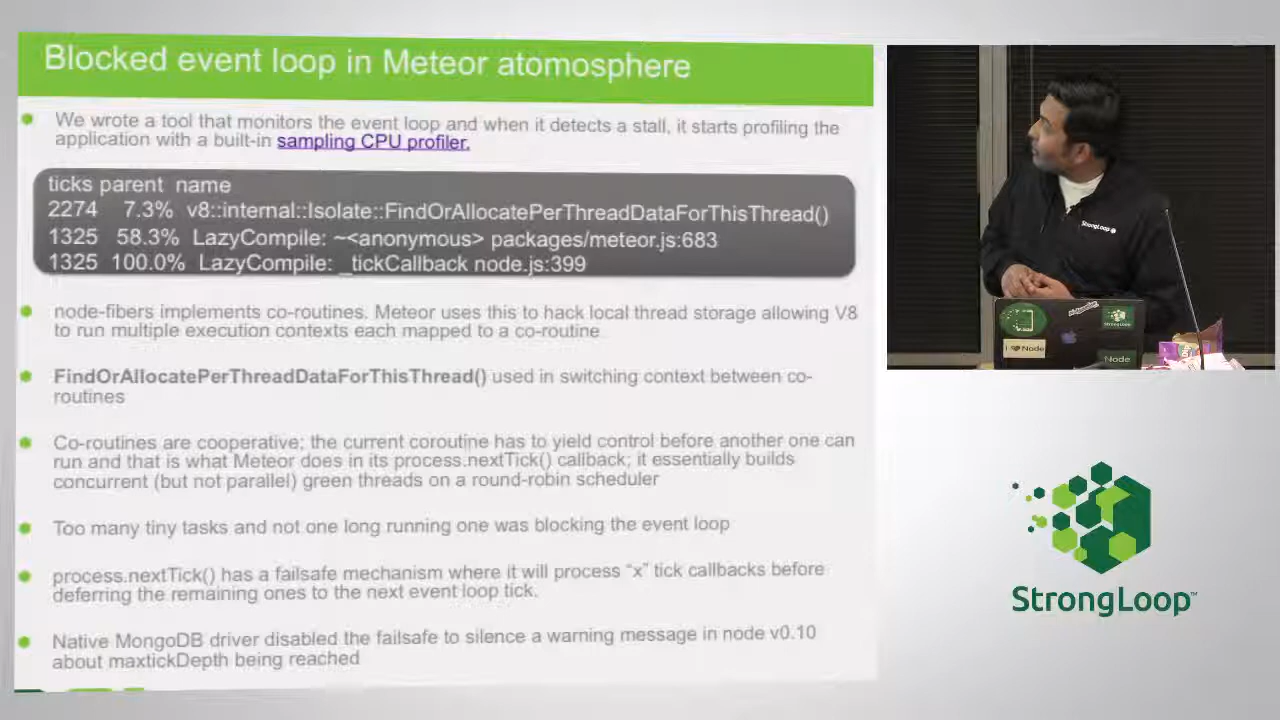 Blocked event loop in Meteor atomosphere
We wrote a tool that monitors the event loop and when it detects a stall, it starts profiling the
application with a built-in sampling CPU profiler.
ticks parent name
2274 7.3% v8::internal::Isolate::FindOrAllocatePerThreadDataForThisThread()
1325 58.3% LazyCompile: ~<anonymous> packages/meteor.js:683
1325 100.0% LazyCompile: _tickCallback node.js:399
node-fibers implements co-routines. Meteor uses this to hack local thread storage allowing V8
to run multiple execution contexts each mapped to a co-routine.
FindOrAllocatePerThreadDataForThisThread() used in switching context between co-
routines
Co-routines are cooperative; the current coroutine has to yield control before another one can
run and that is what Meteor does in its process.nextTick() callback; it essentially builds
concurrent (but not parallel) green threads on a round-robin scheduler
Too many tiny tasks and not one long running one was blocking the event loop
process.nextTick() has a failsafe mechanism where it will process “x” tick callbacks before
deferring the remaining ones to the next event loop tick.
Native MongoDB driver disabled the failsafe to silence a warning message in node v0.10
about maxtickDepth being reached
StrongLoop
I ♥ Node
Node
StrongLoop™